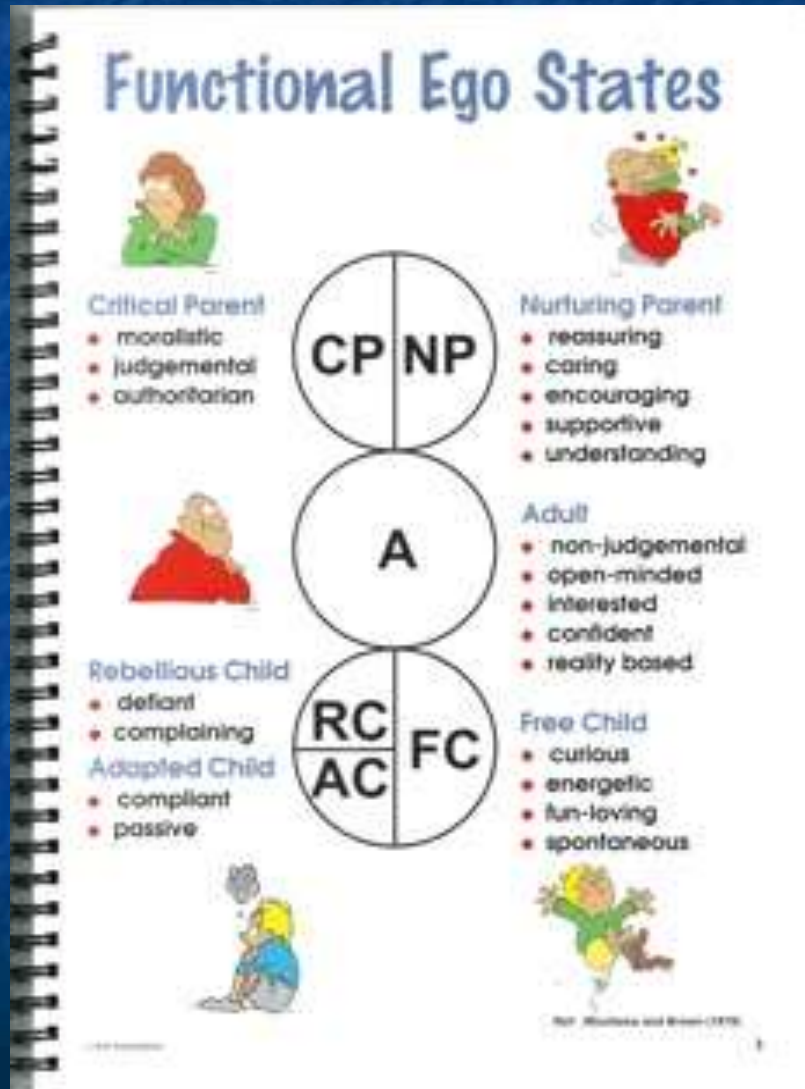 Functional Ego States
Critical Parent
• moralistic
• judgemental
• authoritarian
CP NP
Nurturing Parent
• reassuring
• caring
• encouraging
• supportive
• understanding
A
Adult
• non-judgemental
• open-minded
• interested
• confident
• reality based
Rebellious Child
• defiant
• complaining
Adapted Child
• compliant
• passive
RC
AC
FC
Free Child
• curious
• energetic
• fun-loving
• spontaneous